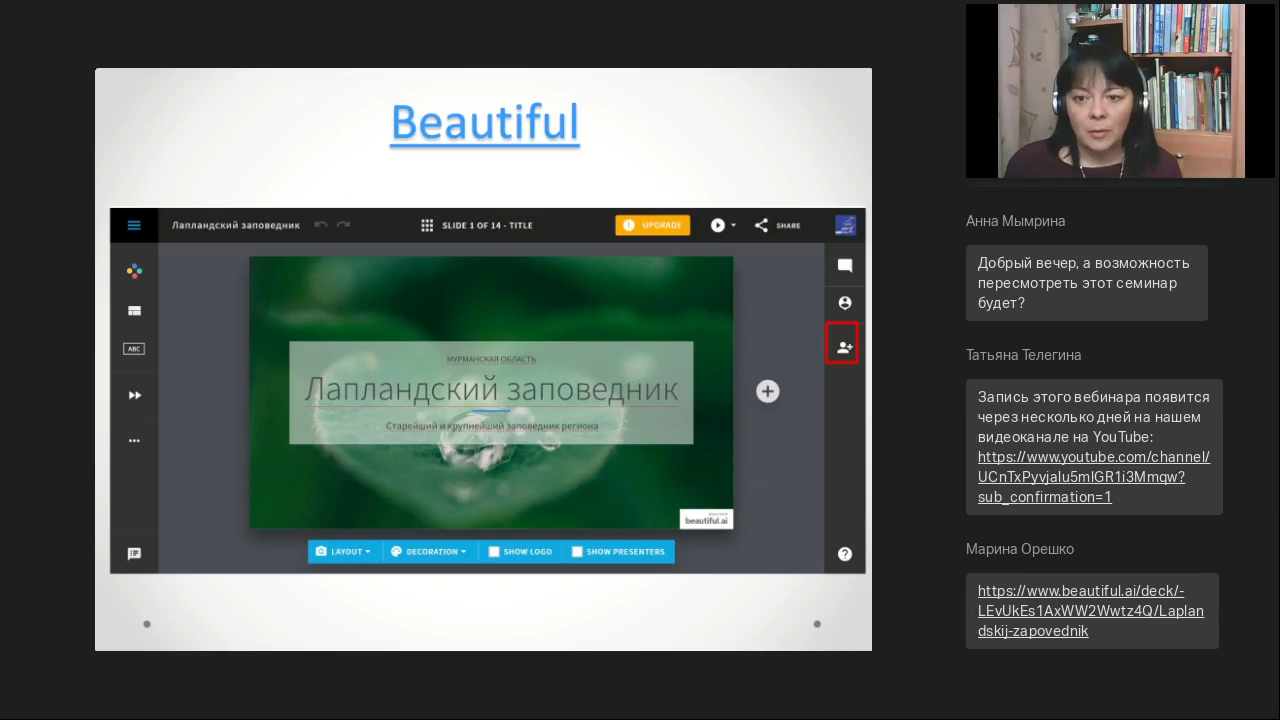 Beautiful
Лапландский заповедник
SLIDE 1 OF 14 - TITLE
UPGRADE
SHARE
ABC
МУРМАНСКАЯ ОБЛАСТЬ
Лапландский заповедник
Старейший и крупнейший заповедник региона
beautiful.ai
LAYOUT
DECORATION
SHOW LOGO
SHOW PRESENTERS
Анна Мымрина
Добрый вечер, а возможность
пересмотреть этот семинар
будет?
Татьяна Телегина
Запись этого вебинара появится
через несколько дней на нашем
видеоканале на YouTube:
https://www.youtube.com/channel/
UCnTxPyvjalu5mlGR1i3Mmqw?
sub_confirmation=1
Марина Орешко
https://www.beautiful.ai/deck/-
LEvUkEs1AxWW2Wwtz4Q/Laplan
dskij-zapovednik